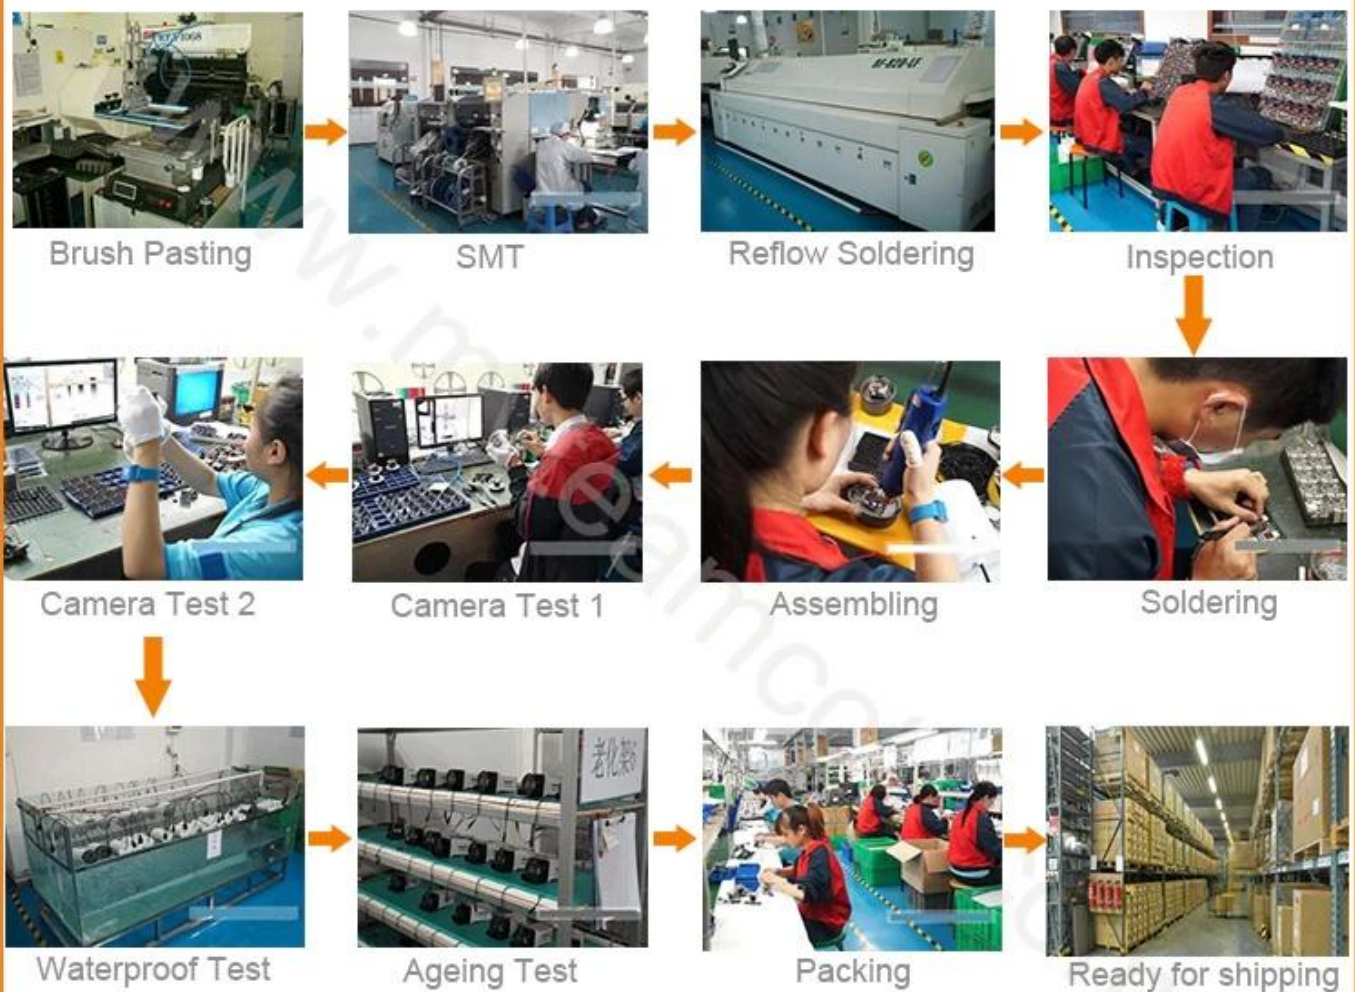 Brush Pasting
SMT
Reflow Soldering
Inspection
Camera Test 2
Camera Test 1
Assembling
Soldering
老化架6
Waterproof Test
Ageing Test
Packing
Ready for shipping